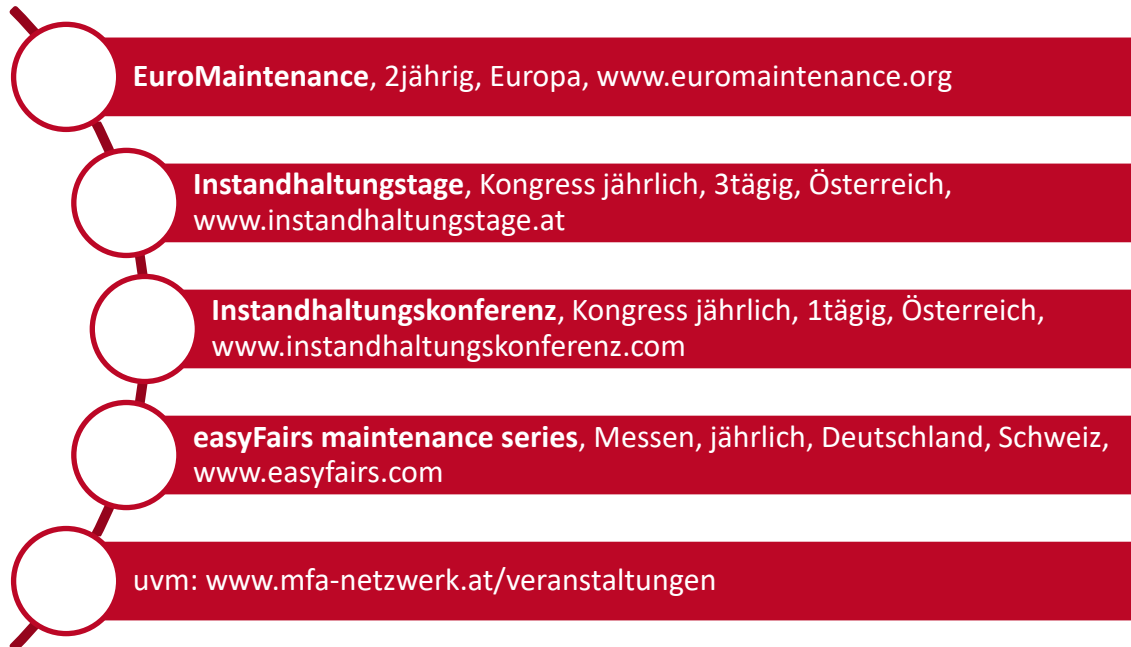 EuroMaintenance, 2jährig, Europa, www.euromaintenance.org
Instandhaltungstage, Kongress jährlich, 3tägig, Österreich,
www.instandhaltungstage.at
Instandhaltungskonferenz, Kongress jährlich, 1tägig, Österreich,
www.instandhaltungskonferenz.com
easyFairs maintenance series, Messen, jährlich, Deutschland, Schweiz,
www.easyfairs.com
uvm: www.mfa-netzwerk.at/veranstaltungen